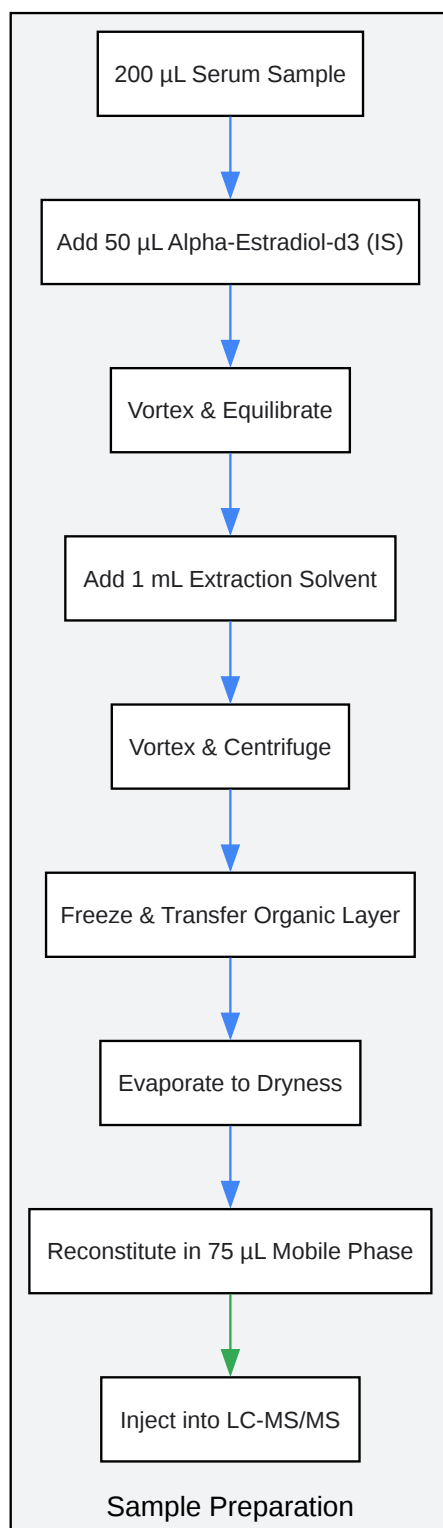 200 µL Serum Sample
Add 50 µL Alpha-Estradiol-d3 (IS)
Vortex & Equilibrate
Add 1 mL Extraction Solvent
Vortex & Centrifuge
Freeze & Transfer Organic Layer
Evaporate to Dryness
Reconstitute in 75 µL Mobile Phase
Inject into LC-MS/MS
Sample Preparation